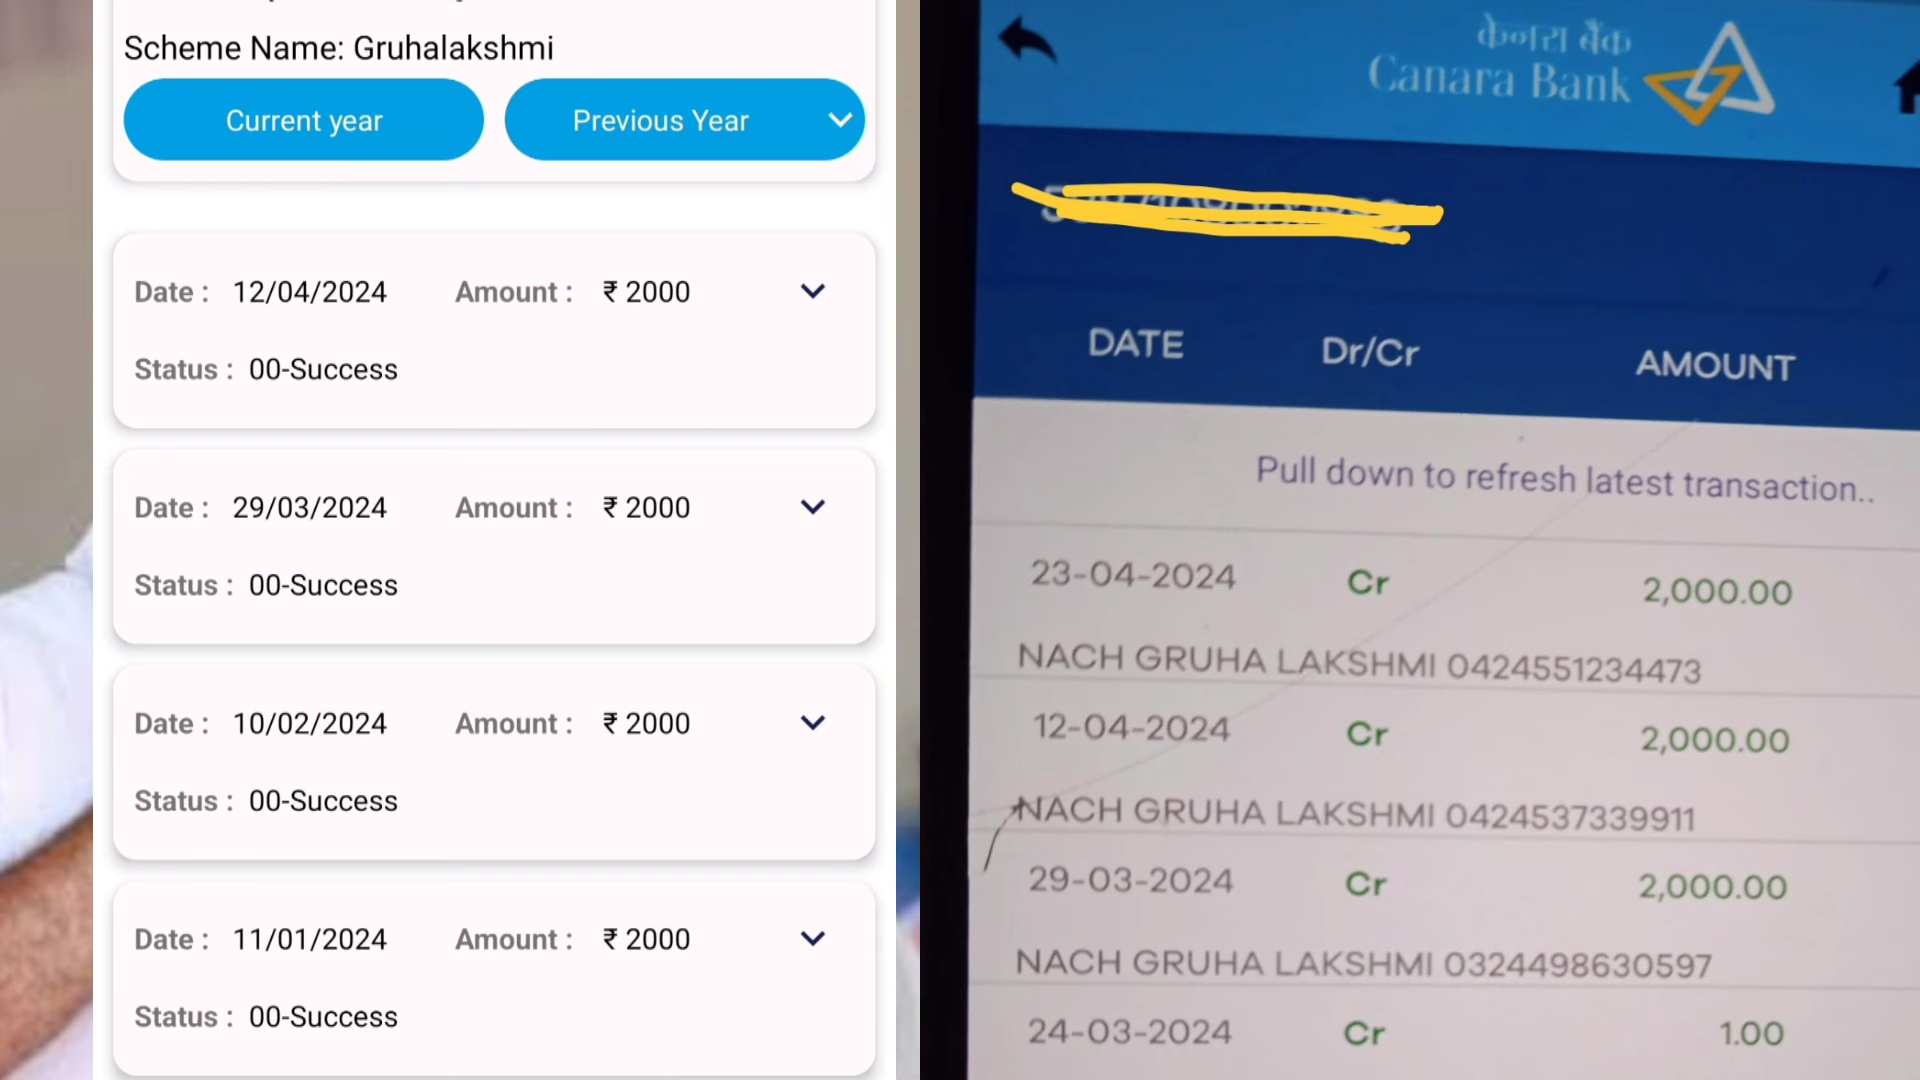 Scheme Name: Gruhalakshmi
Current year
Previous Year
Date : 12/04/2024 Amount : ₹ 2000
Status : 00-Success
Date : 29/03/2024 Amount : ₹ 2000
Status : 00-Success
Date : 10/02/2024 Amount : ₹ 2000
Status : 00-Success
Date : 11/01/2024 Amount : ₹ 2000
Status : 00-Success
केनरा बैंक
Canara Bank
DATE Dr/Cr AMOUNT
Pull down to refresh latest transaction..
23-04-2024 Cr 2,000.00
NACH GRUHA LAKSHMI 0424551234473
12-04-2024 Cr 2,000.00
NACH GRUHA LAKSHMI 0424537339911
29-03-2024 Cr 2,000.00
NACH GRUHA LAKSHMI 0324498630597
24-03-2024 Cr 1.00